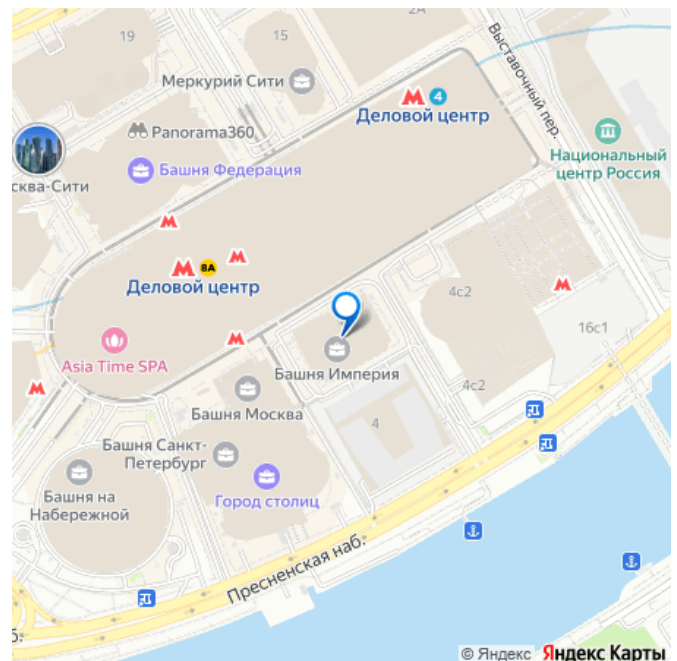 2А
19
15
Выставочный пер.
Меркурий Сити
4
Деловой центр
Panorama360
Национальный
центр Россия
Башня Федерация
сква-Сити
8А
Деловой центр
4с2
16с1
Asia Time SPA
Башня Империя
4с2
Башня Москва
4
Башня Санкт-
Петербург
Башня на
Набережной
Город столиц
Пресненская наб.
б:
© Яндекс Яндекс Карты